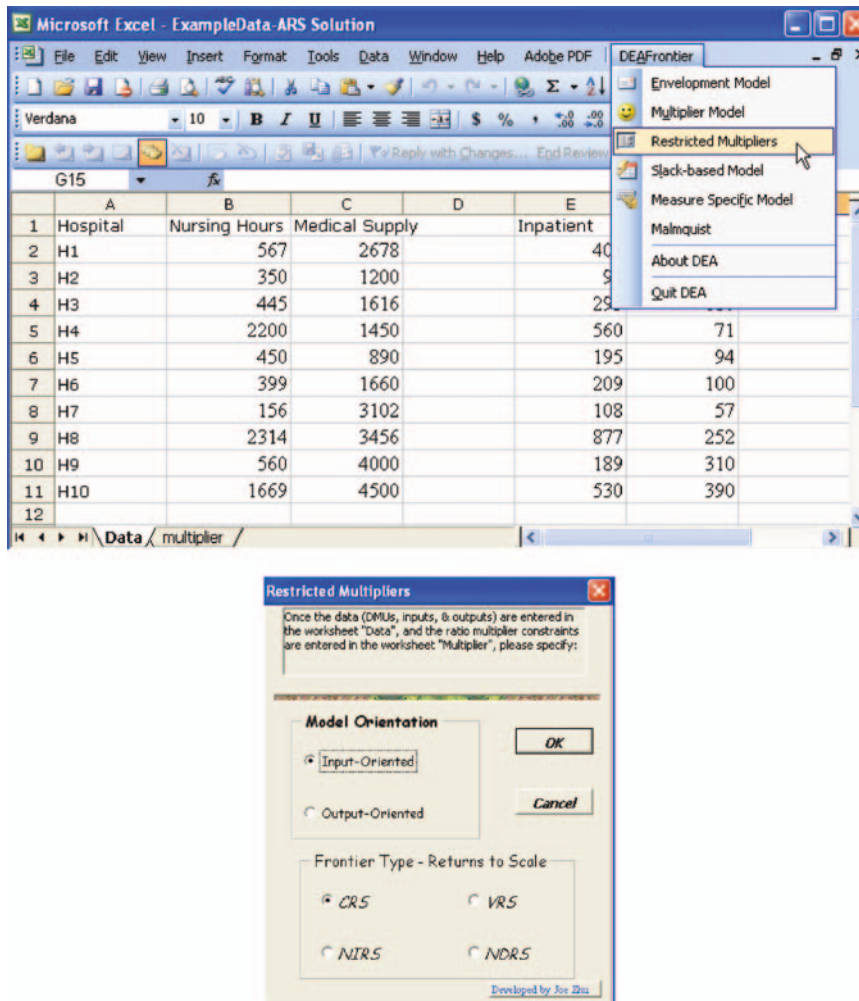 Microsoft Excel - ExampleData-ARS Solution
File Edit View Insert Format Tools Data Window Help Adobe PDF DEAFrontier
Envelopment Model
Multiplier Model
Restricted Multipliers
Slack-based Model
Measure Specific Model
Malmquist
About DEA
Quit DEA
Verdana 10 B I U $ % , .00
Reply with Changes... End Review
G15 fx
A B C D E
1 Hospital Nursing Hours Medical Supply Inpatient
2 H1 567 2678 40
3 H2 350 1200 9
4 H3 445 1616 29
5 H4 2200 1450 560 71
6 H5 450 890 195 94
7 H6 399 1660 209 100
8 H7 156 3102 108 57
9 H8 2314 3456 877 252
10 H9 560 4000 189 310
11 H10 1669 4500 530 390
12
Data multiplier
Restricted Multipliers
Once the data (DMUs, inputs, & outputs) are entered in
the worksheet "Data", and the ratio multiplier constraints
are entered in the worksheet "Multiplier", please specify:
Model Orientation
Input-Oriented
Output-Oriented
OK
Cancel
Frontier Type - Returns to Scale
CRS VRS
NIRS NDRS
Developed by Joe Zhu